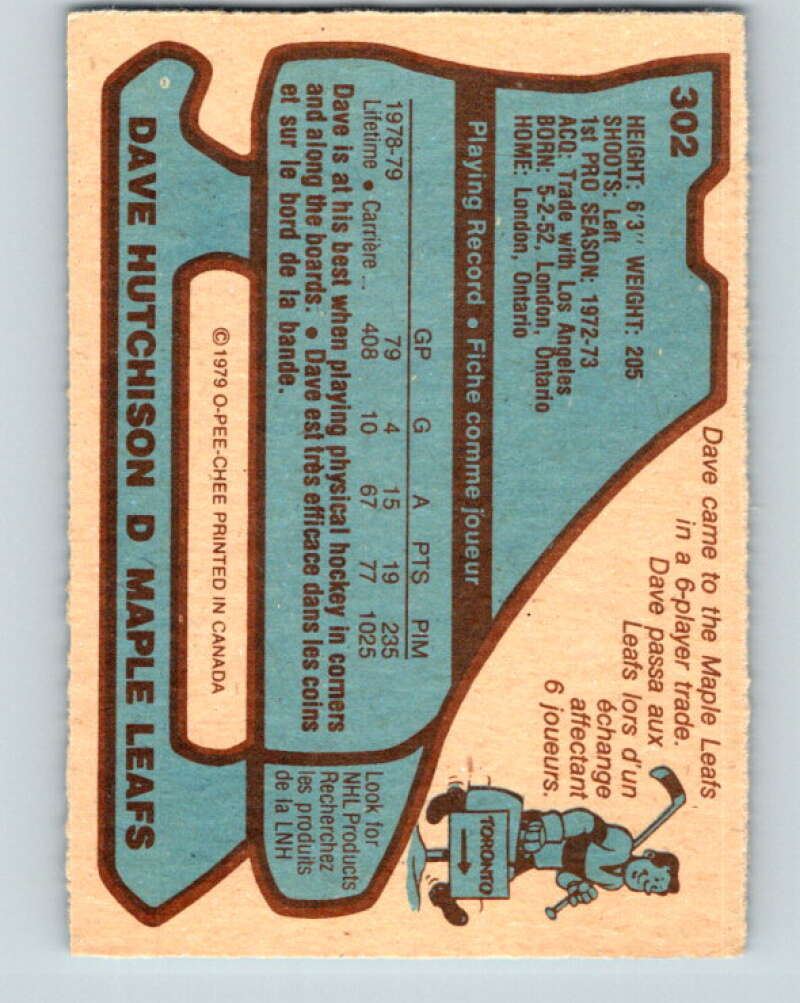 302
HEIGHT: 6'3" WEIGHT: 205
SHOOTS: Left
1st PRO SEASON: 1972-73
ACQ: Trade with Los Angeles
BORN: 5-2-52, London, Ontario
HOME: London, Ontario
Dave came to the Maple Leafs
in a 6-player trade.
Dave passa aux
Leafs lors d'un
échange
affectant
6 joueurs.
TORONTO
Playing Record • Fiche comme joueur
GP G A PTS PIM
1978-79 79 4 15 19 235
Lifetime • Carrière ... 408 10 67 77 1025
Dave is at his best when playing physical hockey in corners
and along the boards. • Dave est très efficace dans les coins
et sur le bord de la bande.
Look for
NHL Products
Recherchez
les produits
de la LNH
©1979 O-PEE-CHEE PRINTED IN CANADA
DAVE HUTCHISON D MAPLE LEAFS